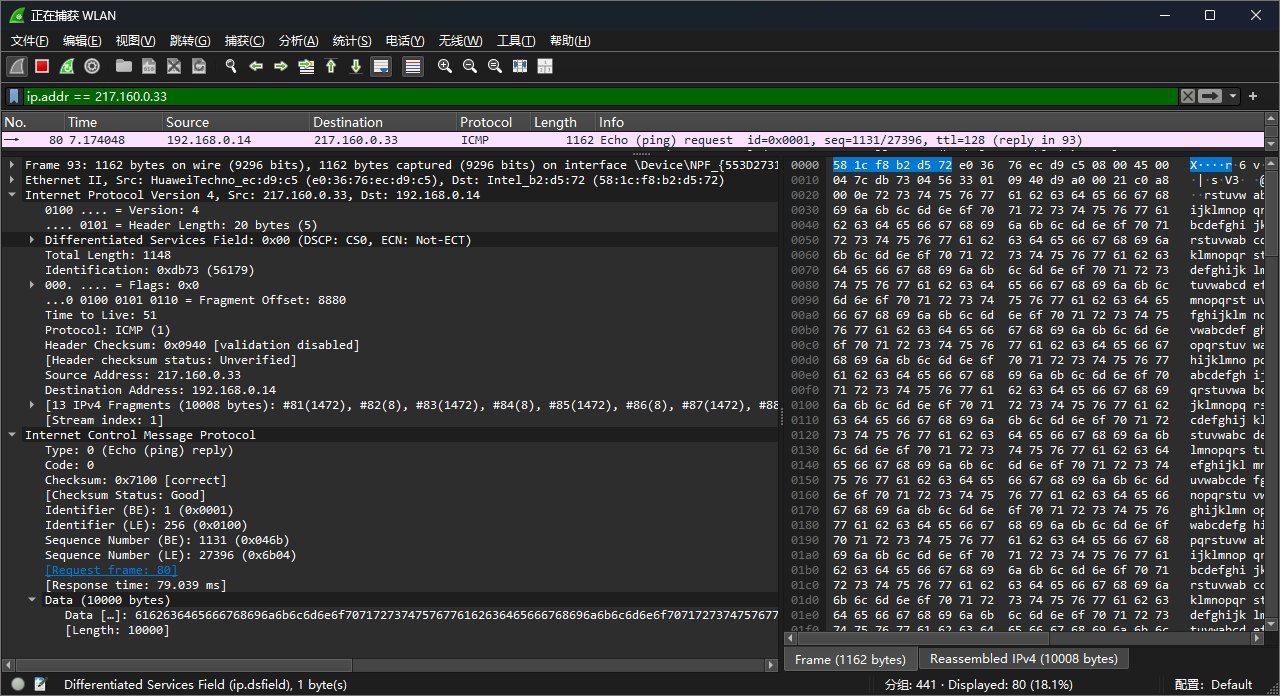 正在捕获 WLAN
文件(F) 编辑(E) 视图(V) 跳转(G) 捕获(C) 分析(A) 统计(S) 电话(Y) 无线(W) 工具(T) 帮助(H)
ip.addr == 217.160.0.33
No. Time Source Destination Protocol Length Info
80 7.174048 192.168.0.14 217.160.0.33 ICMP 1162 Echo (ping) request id=0x0001, seq=1131/27396, ttl=128 (reply in 93)
Frame 93: 1162 bytes on wire (9296 bits), 1162 bytes captured (9296 bits) on interface \Device\NPF_{553D2731
Ethernet II, Src: HuaweiTechno_ec:d9:c5 (e0:36:76:ec:d9:c5), Dst: Intel_b2:d5:72 (58:1c:f8:b2:d5:72)
Internet Protocol Version 4, Src: 217.160.0.33, Dst: 192.168.0.14
0100 .... = Version: 4
.... 0101 = Header Length: 20 bytes (5)
Differentiated Services Field: 0x00 (DSCP: CS0, ECN: Not-ECT)
Total Length: 1148
Identification: 0xdb73 (56179)
000. .... = Flags: 0x0
...0 0100 0101 0110 = Fragment Offset: 8880
Time to Live: 51
Protocol: ICMP (1)
Header Checksum: 0x0940 [validation disabled]
[Header checksum status: Unverified]
Source Address: 217.160.0.33
Destination Address: 192.168.0.14
[13 IPv4 Fragments (10008 bytes): #81(1472), #82(8), #83(1472), #84(8), #85(1472), #86(8), #87(1472), #88
[Stream index: 1]
Internet Control Message Protocol
Type: 0 (Echo (ping) reply)
Code: 0
Checksum: 0x7100 [correct]
[Checksum Status: Good]
Identifier (BE): 1 (0x0001)
Identifier (LE): 256 (0x0100)
Sequence Number (BE): 1131 (0x046b)
Sequence Number (LE): 27396 (0x6b04)
[Request frame: 80]
[Response time: 79.039 ms]
Data (10000 bytes)
Data […]: 6162636465666768696a6b6c6d6e6f70717273747576776162636465666768696a6b6c6d6e6f7071727374757677
[Length: 10000]
0000 58 1c f8 b2 d5 72 e0 36 76 ec d9 c5 08 00 45 00 X····r·6 v·
0010 04 7c db 73 04 56 33 01 09 40 d9 a0 00 21 c0 a8 ·|·s·V3· ·@
0020 00 0e 72 73 74 75 76 77 61 62 63 64 65 66 67 68 ··rstuvw ab
0030 69 6a 6b 6c 6d 6e 6f 70 71 72 73 74 75 76 77 61 ijklmnop qr
0040 62 63 64 65 66 67 68 69 6a 6b 6c 6d 6e 6f 70 71 bcdefghi jk
0050 72 73 74 75 76 77 61 62 63 64 65 66 67 68 69 6a rstuvwab cd
0060 6b 6c 6d 6e 6f 70 71 72 73 74 75 76 77 61 62 63 klmnopqr st
0070 64 65 66 67 68 69 6a 6b 6c 6d 6e 6f 70 71 72 73 defghijk lm
0080 74 75 76 77 61 62 63 64 65 66 67 68 69 6a 6b 6c tuvwabcd ef
0090 6d 6e 6f 70 71 72 73 74 75 76 77 61 62 63 64 65 mnopqrst uv
00a0 66 67 68 69 6a 6b 6c 6d 6e 6f 70 71 72 73 74 75 fghijklm no
00b0 76 77 61 62 63 64 65 66 67 68 69 6a 6b 6c 6d 6e vwabcdef gh
00c0 6f 70 71 72 73 74 75 76 77 61 62 63 64 65 66 67 opqrstuv wa
00d0 68 69 6a 6b 6c 6d 6e 6f 70 71 72 73 74 75 76 77 hijklmno pq
00e0 61 62 63 64 65 66 67 68 69 6a 6b 6c 6d 6e 6f 70 abcdefgh ij
00f0 71 72 73 74 75 76 77 61 62 63 64 65 66 67 68 69 qrstuvwa bc
0100 6a 6b 6c 6d 6e 6f 70 71 72 73 74 75 76 77 61 62 jklmnopq rs
0110 63 64 65 66 67 68 69 6a 6b 6c 6d 6e 6f 70 71 72 cdefghij kl
0120 73 74 75 76 77 61 62 63 64 65 66 67 68 69 6a 6b stuvwabc de
0130 6c 6d 6e 6f 70 71 72 73 74 75 76 77 61 62 63 64 lmnopqrs tu
0140 65 66 67 68 69 6a 6b 6c 6d 6e 6f 70 71 72 73 74 efghijkl mn
0150 75 76 77 61 62 63 64 65 66 67 68 69 6a 6b 6c 6d uvwabcde fg
0160 6e 6f 70 71 72 73 74 75 76 77 61 62 63 64 65 66 nopqrstu vw
0170 67 68 69 6a 6b 6c 6d 6e 6f 70 71 72 73 74 75 76 ghijklmn op
0180 77 61 62 63 64 65 66 67 68 69 6a 6b 6c 6d 6e 6f wabcdefg hi
0190 70 71 72 73 74 75 76 77 61 62 63 64 65 66 67 68 pqrstuvw ab
01a0 69 6a 6b 6c 6d 6e 6f 70 71 72 73 74 75 76 77 61 ijklmnop qr
01b0 62 63 64 65 66 67 68 69 6a 6b 6c 6d 6e 6f 70 71 bcdefghi jk
01c0 72 73 74 75 76 77 61 62 63 64 65 66 67 68 69 6a rstuvwab cd
01d0 6b 6c 6d 6e 6f 70 71 72 73 74 75 76 77 61 62 63 klmnopqr st
01e0 64 65 66 67 68 69 6a 6b 6c 6d 6e 6f 70 71 72 73 defghijk lm
01f0 74 75 76 77 61 62 63 64 65 66 67 68 69 6a 6b 6c tuvwabcd ef
Frame (1162 bytes) Reassembled IPv4 (10008 bytes)
Differentiated Services Field (ip.dsfield), 1 byte(s) 分组: 441 · Displayed: 80 (18.1%) 配置: Default